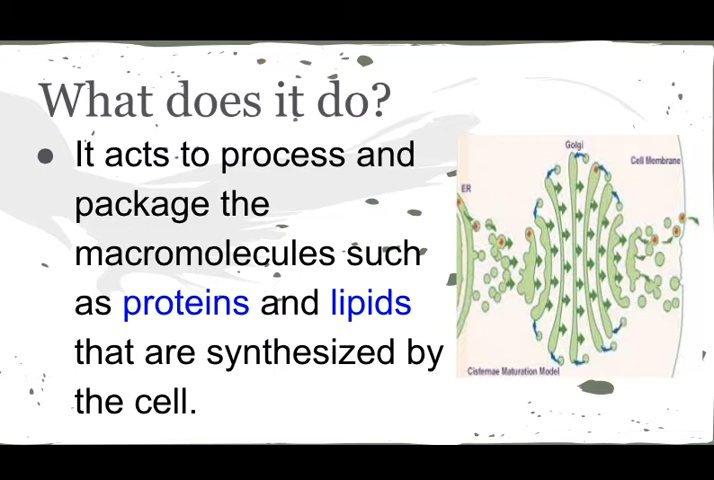 What does it do?
● It acts to process and
package the
macromolecules such
as proteins and lipids
that are synthesized by
the cell.
Golgi
Cell Membrane
ER
Cisternae Maturation Model